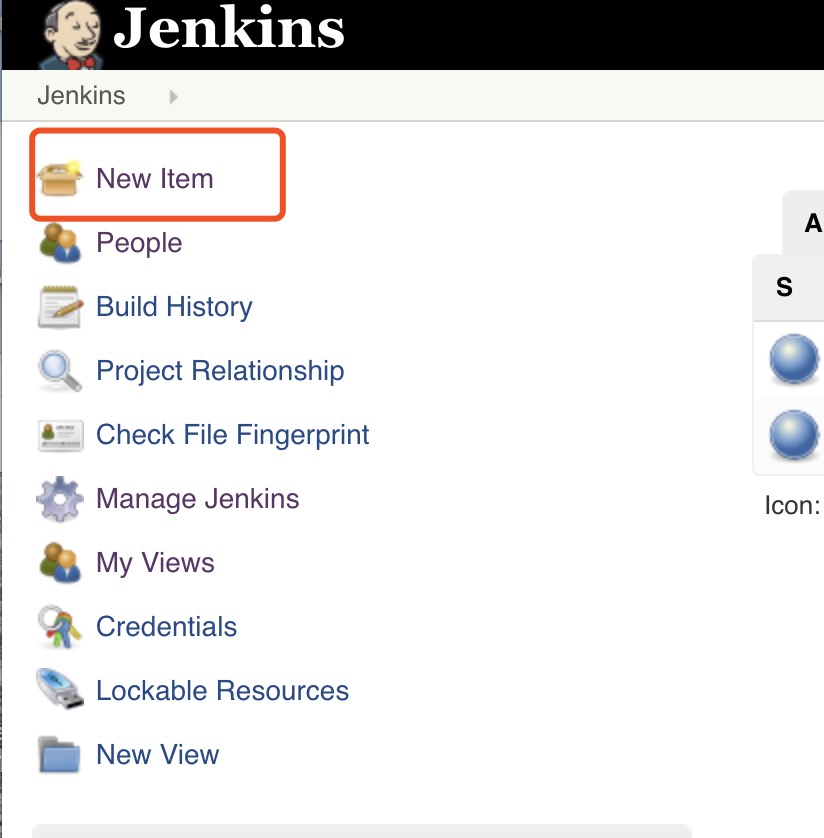 Jenkins
Jenkins
New Item
People
Build History
Project Relationship
Check File Fingerprint
Manage Jenkins
My Views
Credentials
Lockable Resources
New View
A
S
Icon: